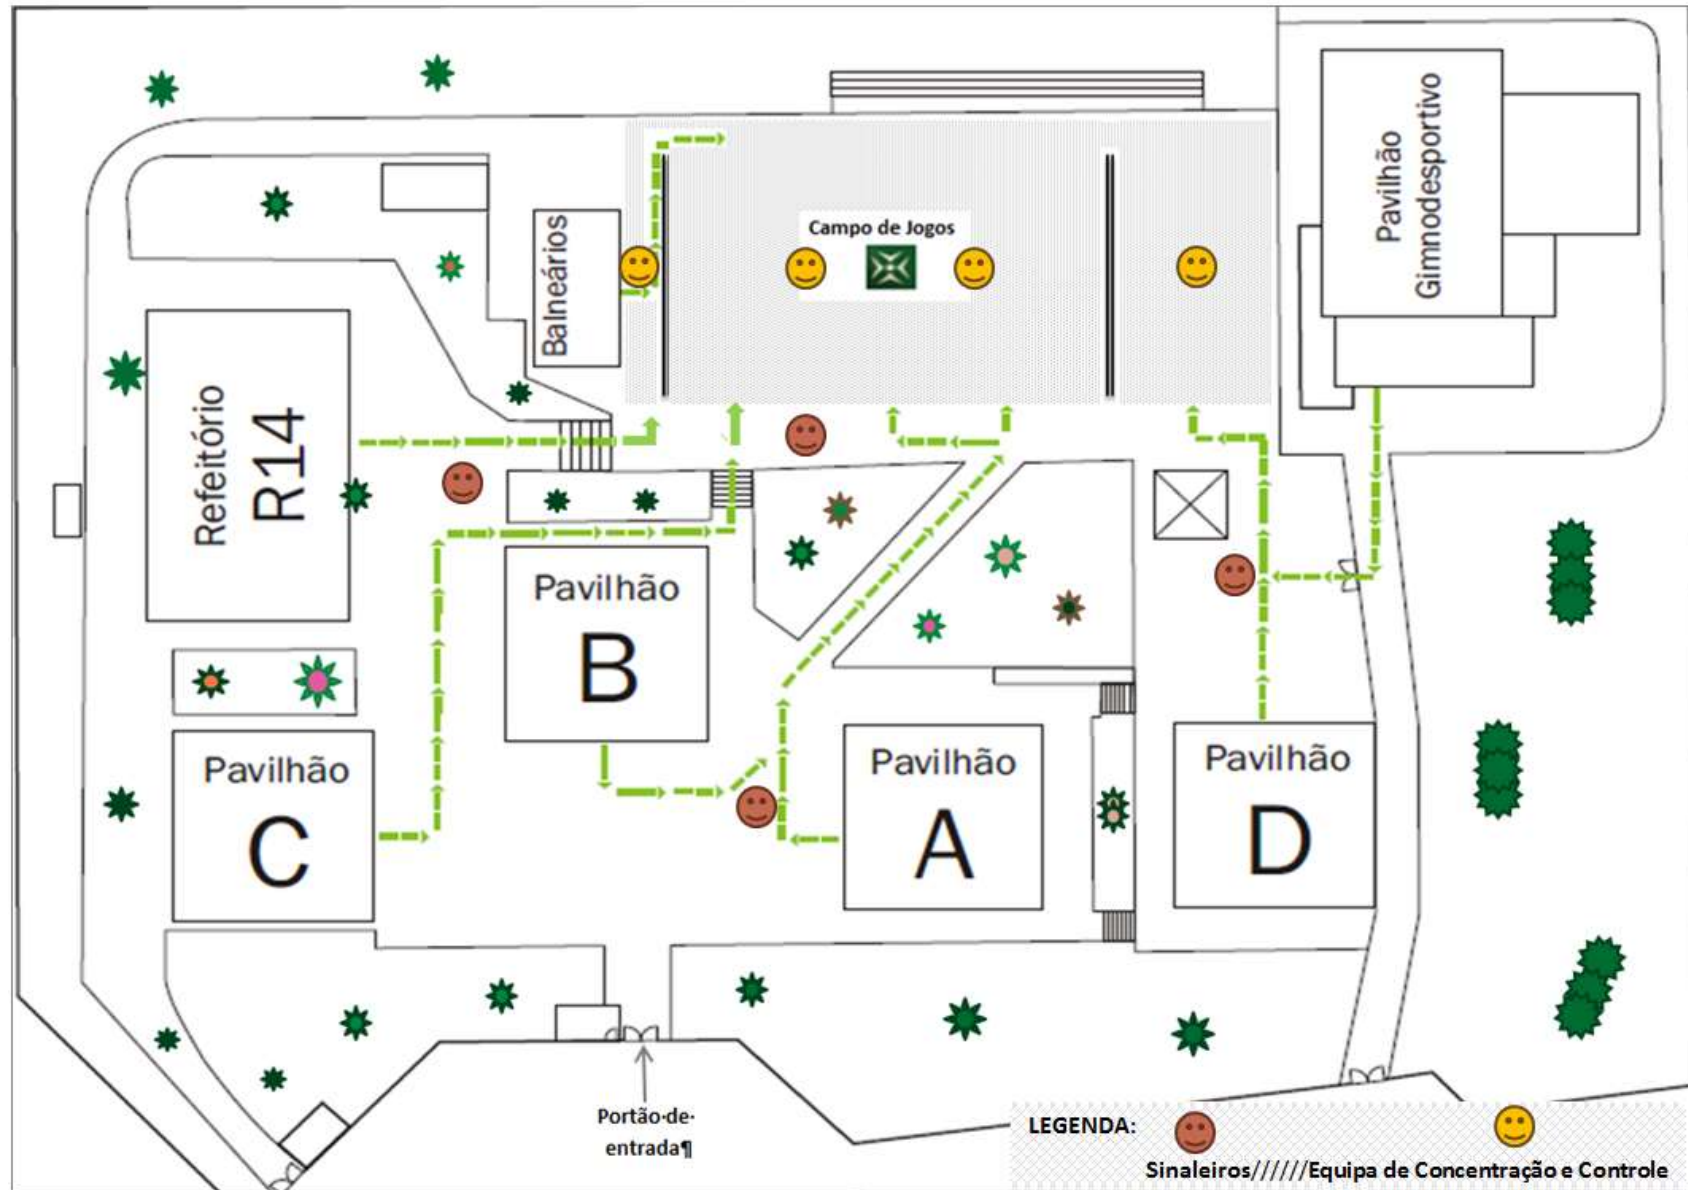 Campo de Jogos
Balneários
Pavilhão
Gimnodesportivo
Refeitório
R14
Pavilhão
B
Pavilhão
C
Pavilhão
A
Pavilhão
D
Portão·de·
entrada¶
LEGENDA:
Sinaleiros//////Equipa de Concentração e Controle